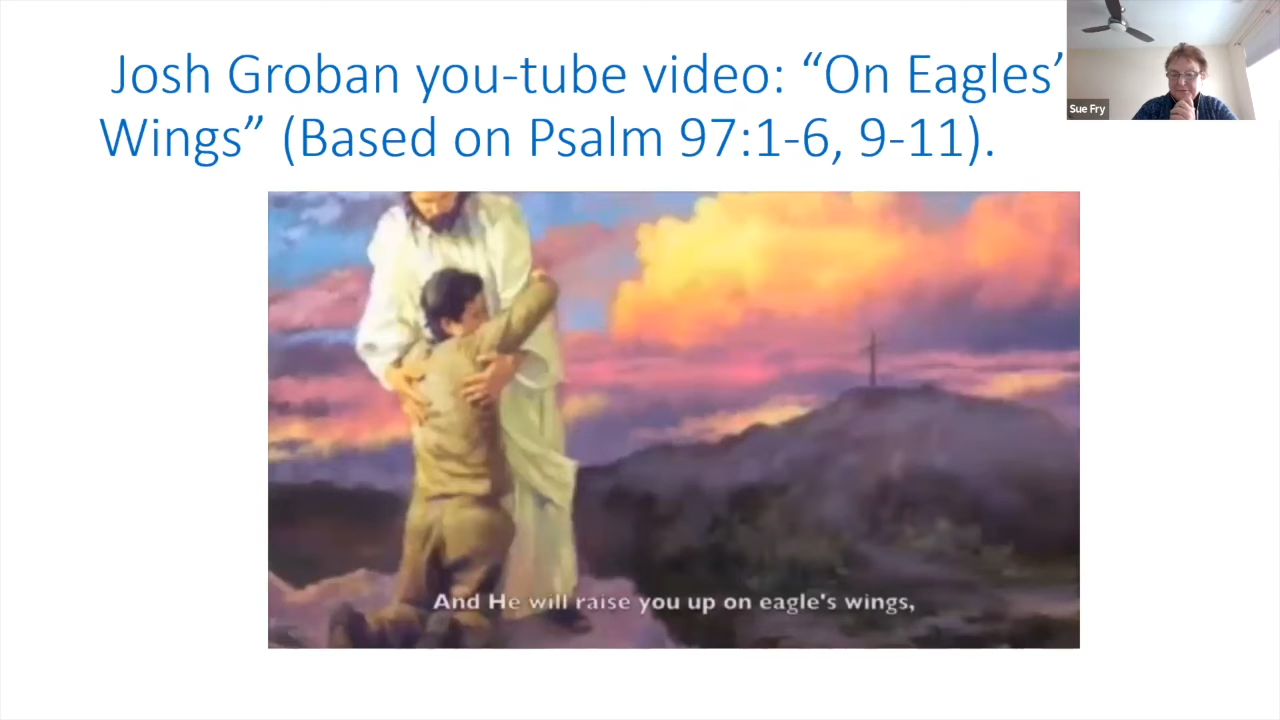 Josh Groban you-tube video: “On Eagles’
Wings” (Based on Psalm 97:1-6, 9-11).
Sue Fry
And He will raise you up on eagle's wings,